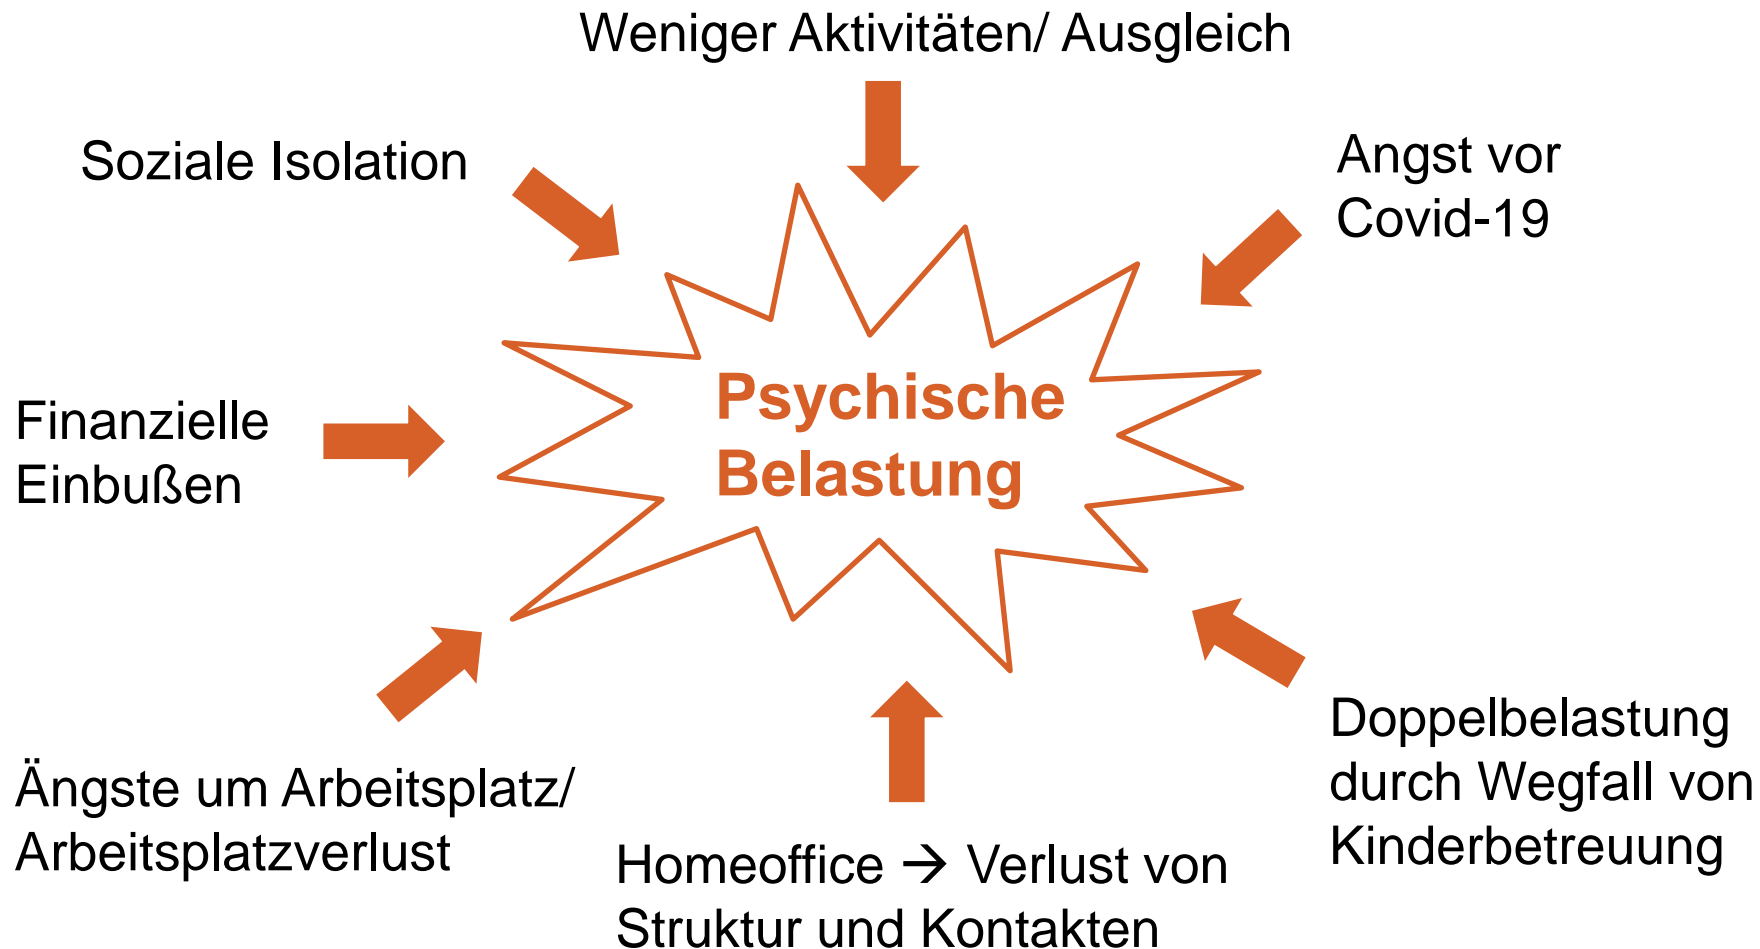 Weniger Aktivitäten/ Ausgleich
Soziale Isolation
Angst vor
Covid-19
Psychische
Belastung
Finanzielle
Einbußen
Ängste um Arbeitsplatz/
Arbeitsplatzverlust
Homeoffice → Verlust von
Struktur und Kontakten
Doppelbelastung
durch Wegfall von
Kinderbetreuung